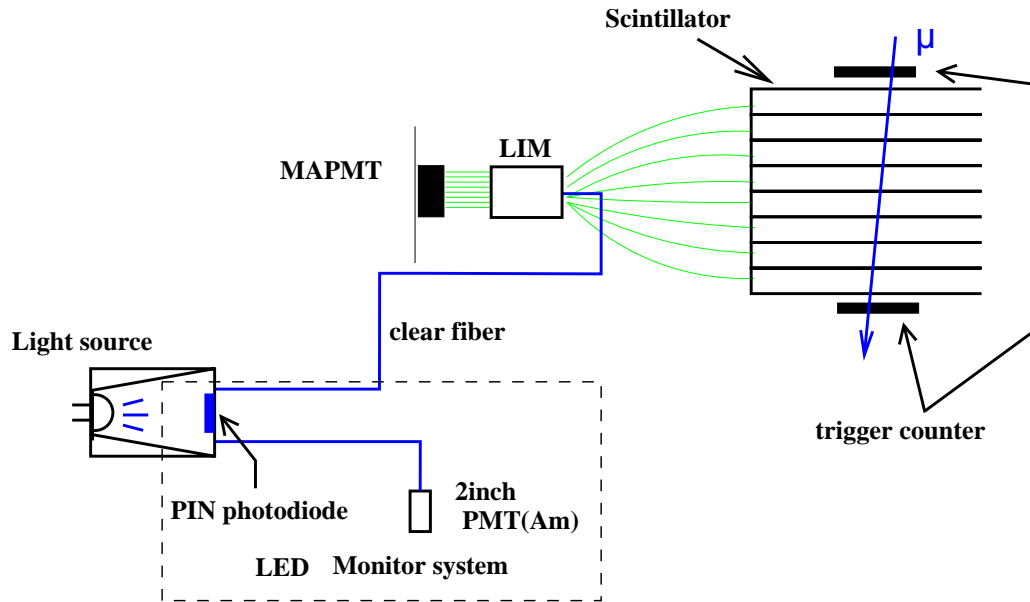 Scintillator
μ
LIM
MAPMT
clear fiber
Light source
trigger counter
2inch
PMT(Am)
PIN photodiode
LED Monitor system